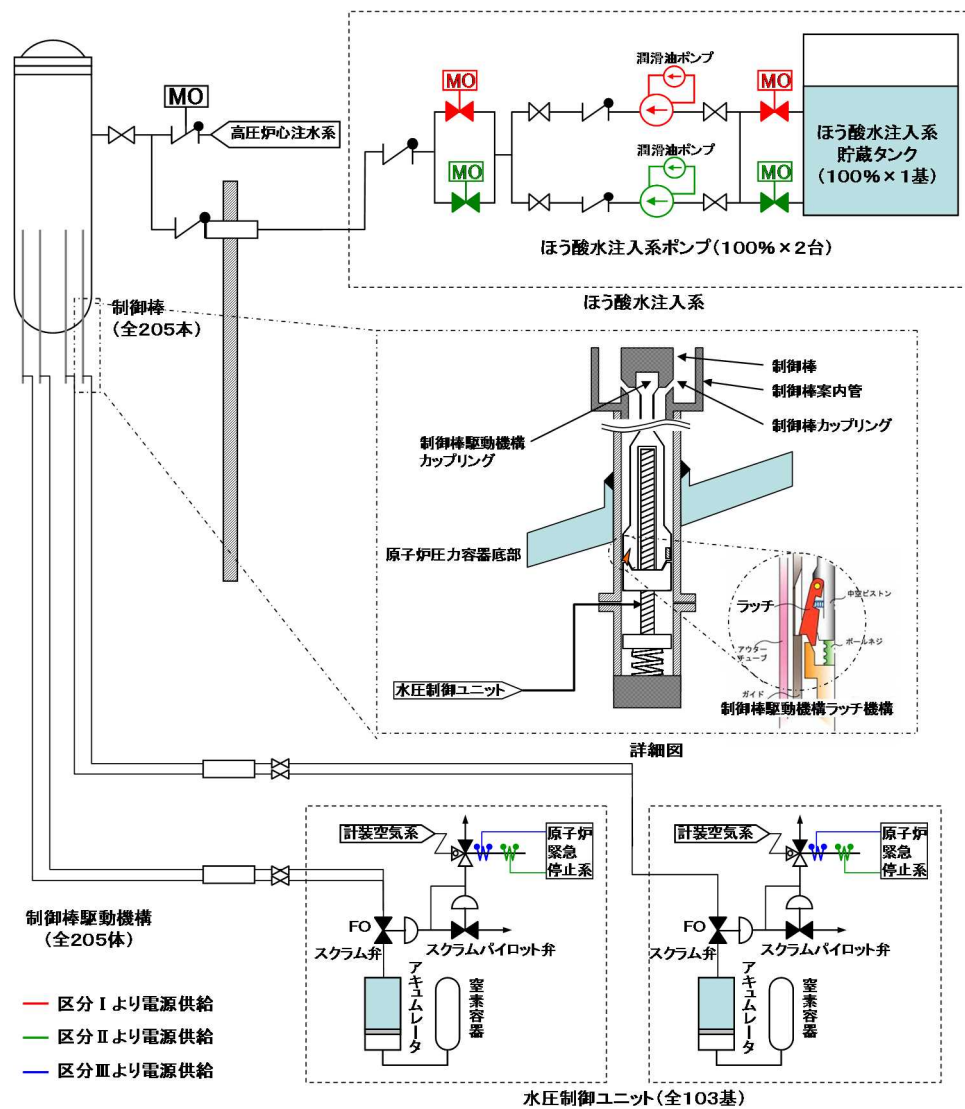 MO
高圧炉心注水系
MO
MO
潤滑油ポンプ
潤滑油ポンプ
MO
MO
ほう酸水注入系
貯蔵タンク
(100%×1基)
ほう酸水注入系ポンプ(100%×2台)
ほう酸水注入系
制御棒
(全205本)
制御棒
制御棒案内管
制御棒カップリング
制御棒駆動機構
カップリング
原子炉圧力容器底部
水圧制御ユニット
ラッチ
中空ピストン
ボールネジ
アウター
チューブ
ガイド
制御棒駆動機構ラッチ機構
詳細図
計装空気系
原子炉
緊急
停止系
FO
スクラム弁
スクラムパイロット弁
アキュムレータ
窒素容器
計装空気系
原子炉
緊急
停止系
FO
スクラム弁
スクラムパイロット弁
アキュムレータ
窒素容器
制御棒駆動機構
(全205体)
区分Ⅰより電源供給
区分Ⅱより電源供給
区分Ⅲより電源供給
水圧制御ユニット(全103基)